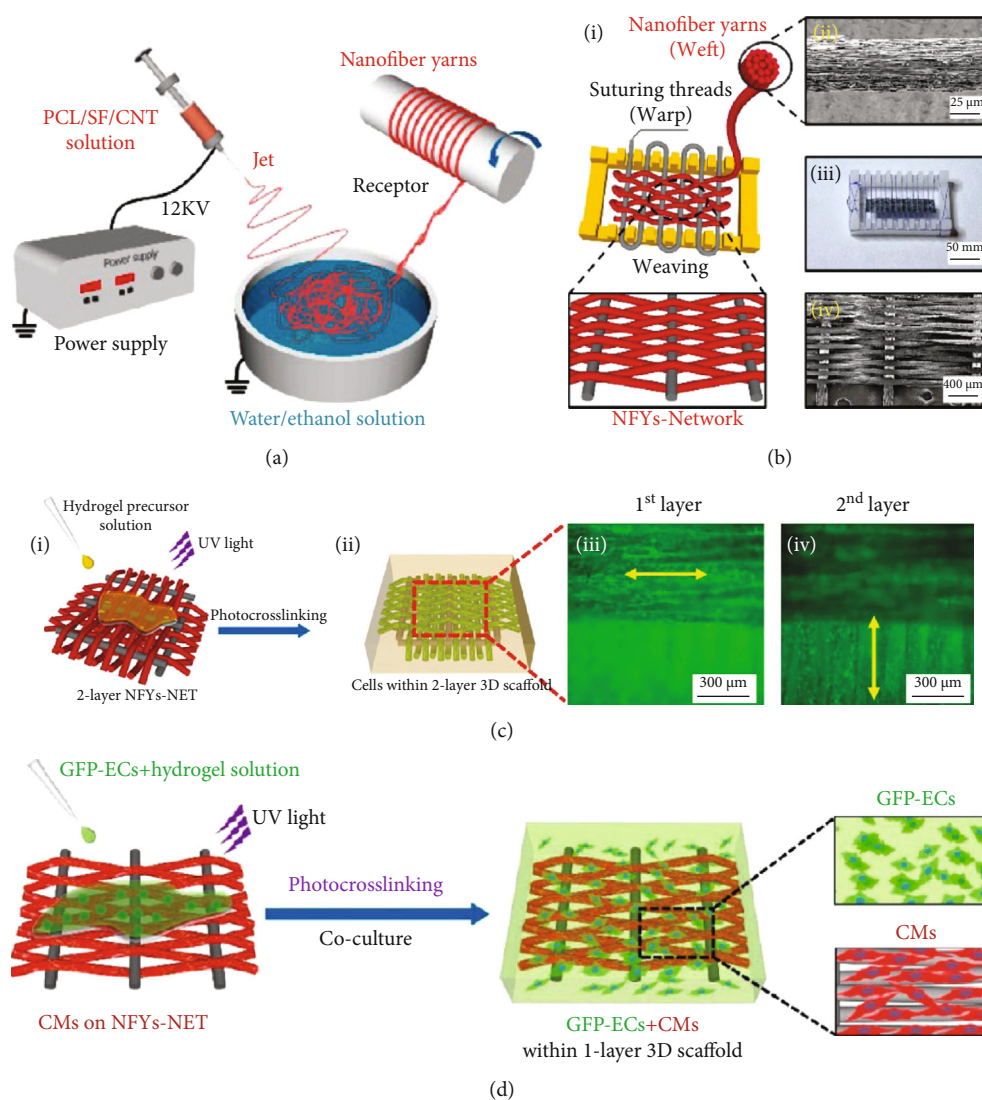 PCL/SF/CNT
solution
Jet
12KV
Power supply
Power supply
Nanofiber yarns
Receptor
Water/ethanol solution
(a)
(i)
Nanofiber yarns
(Weft)
Suturing threads
(Warp)
Weaving
NFYs-Network
(ii)
25 μm
(iii)
50 mm
(iv)
400 μm
(b)
(i)
Hydrogel precursor
solution
UV light
2-layer NFYs-NET
Photocrosslinking
(ii)
Cells within 2-layer 3D scaffold
1st layer
(iii)
300 μm
2nd layer
(iv)
300 μm
(c)
GFP-ECs+hydrogel solution
UV light
CMs on NFYs-NET
Photocrosslinking
Co-culture
GFP-ECs+CMs
within 1-layer 3D scaffold
GFP-ECs
CMs
(d)